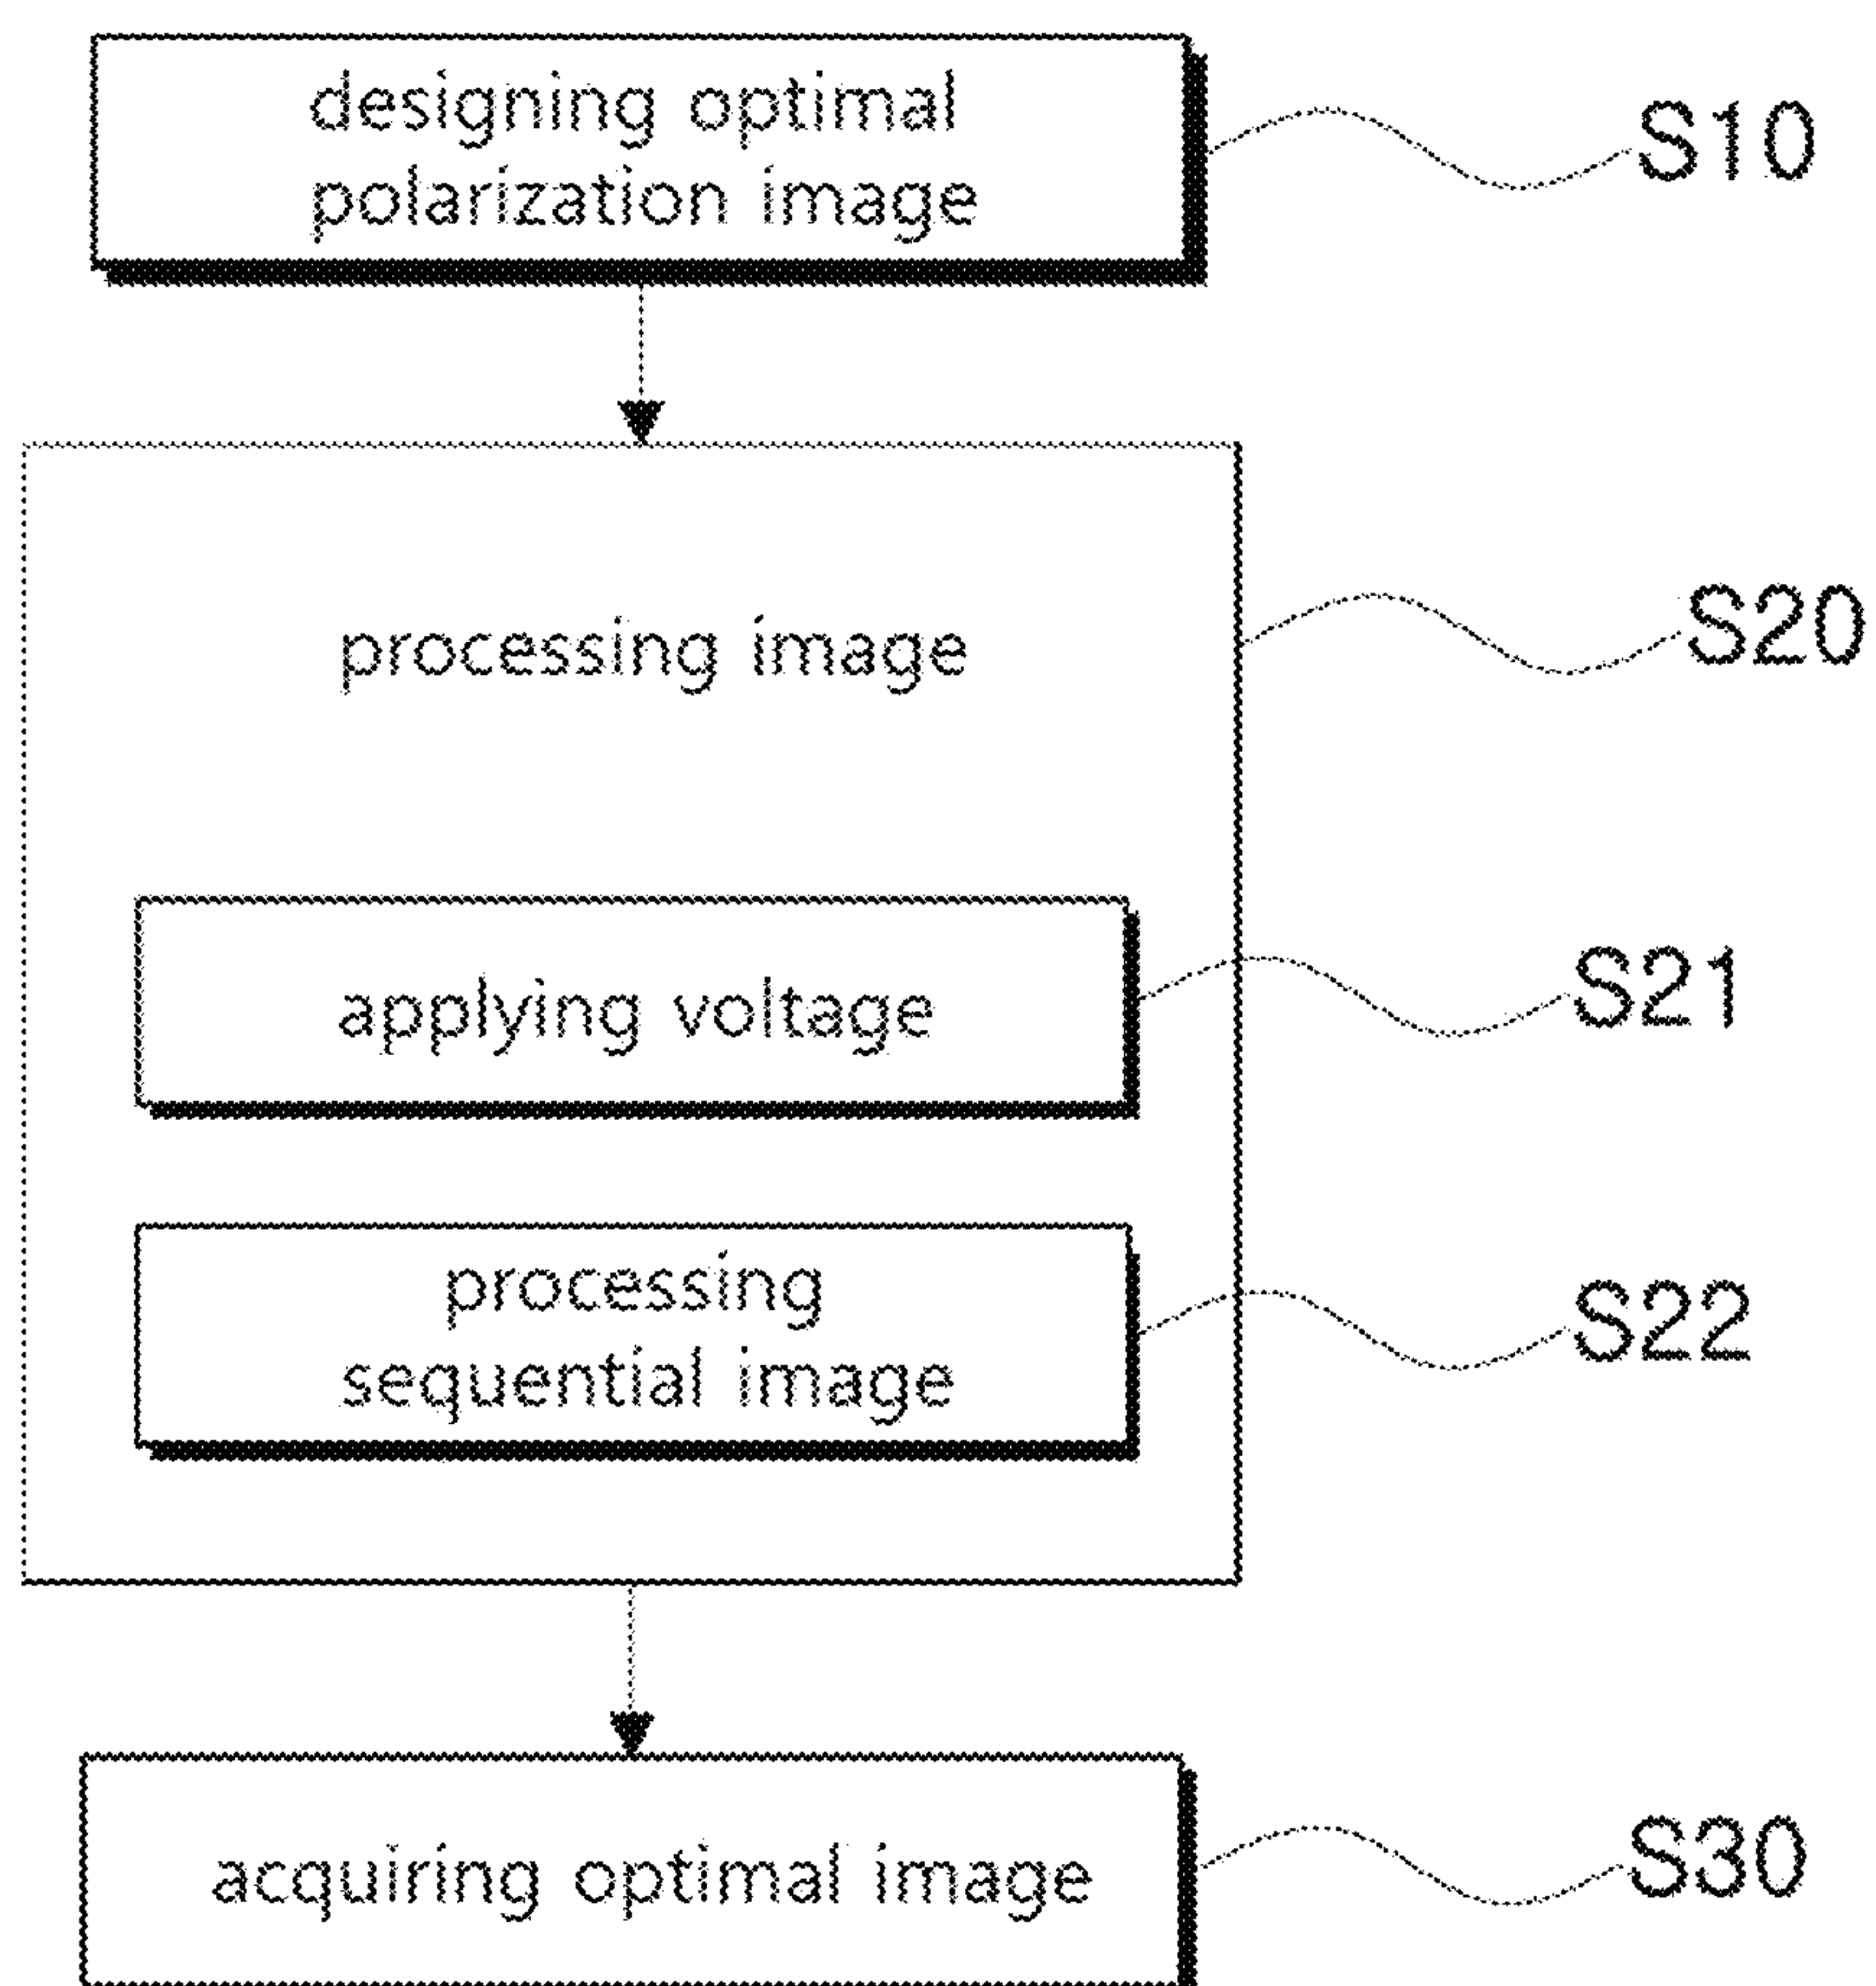 designing optimal
polarization image
S10
processing image
S20
applying voltage
S21
processing
sequential image
S22
acquiring optimal image
S30